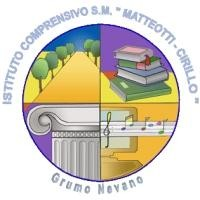 ISTITUTO COMPRENSIVO S.M. " MATTEOTTI - CIRILLO "
Grumo Nevano